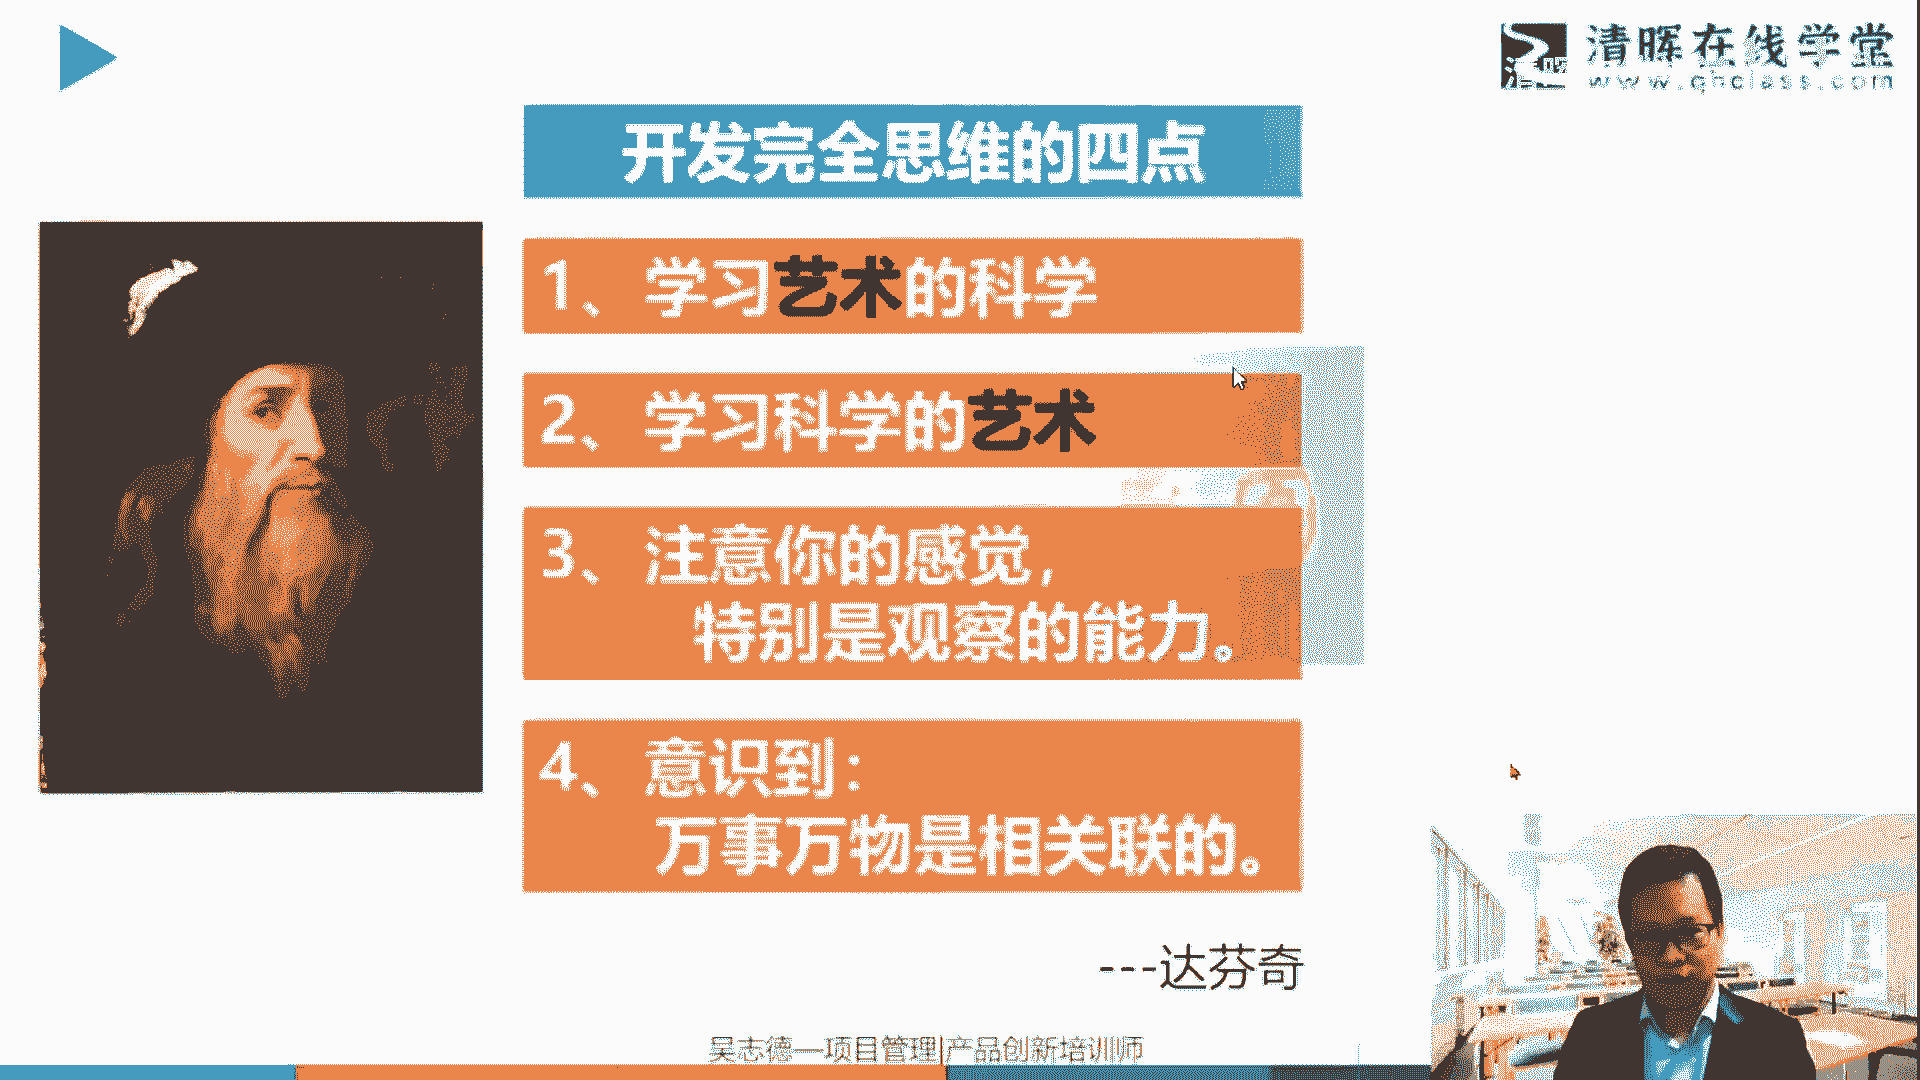 清晖在线学堂
www.qhclass.com
开发完全思维的四点
1、 学习艺术的科学
2、 学习科学的艺术
3、 注意你的感觉，
特别是观察的能力。
4、 意识到：
万事万物是相关联的。
---达芬奇
吴志德—项目管理|产品创新培训师